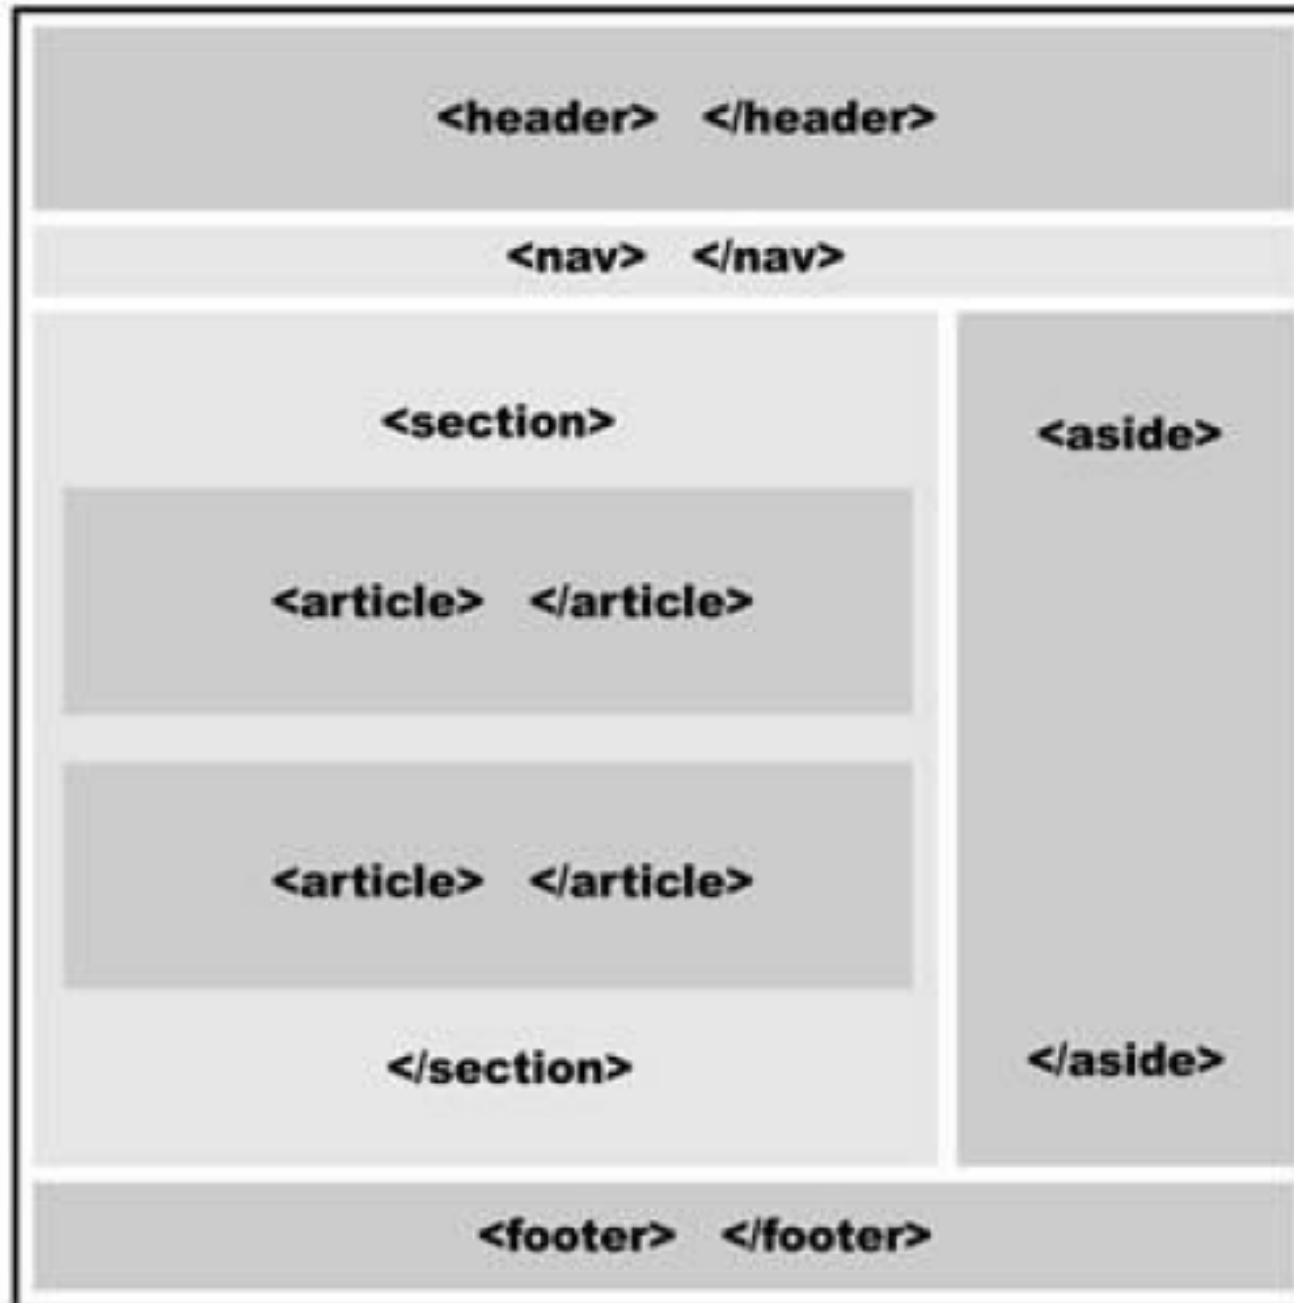 <header> </header>
<nav> </nav>
<section>
<article> </article>
<article> </article>
</section>
<aside>
</aside>
<footer> </footer>